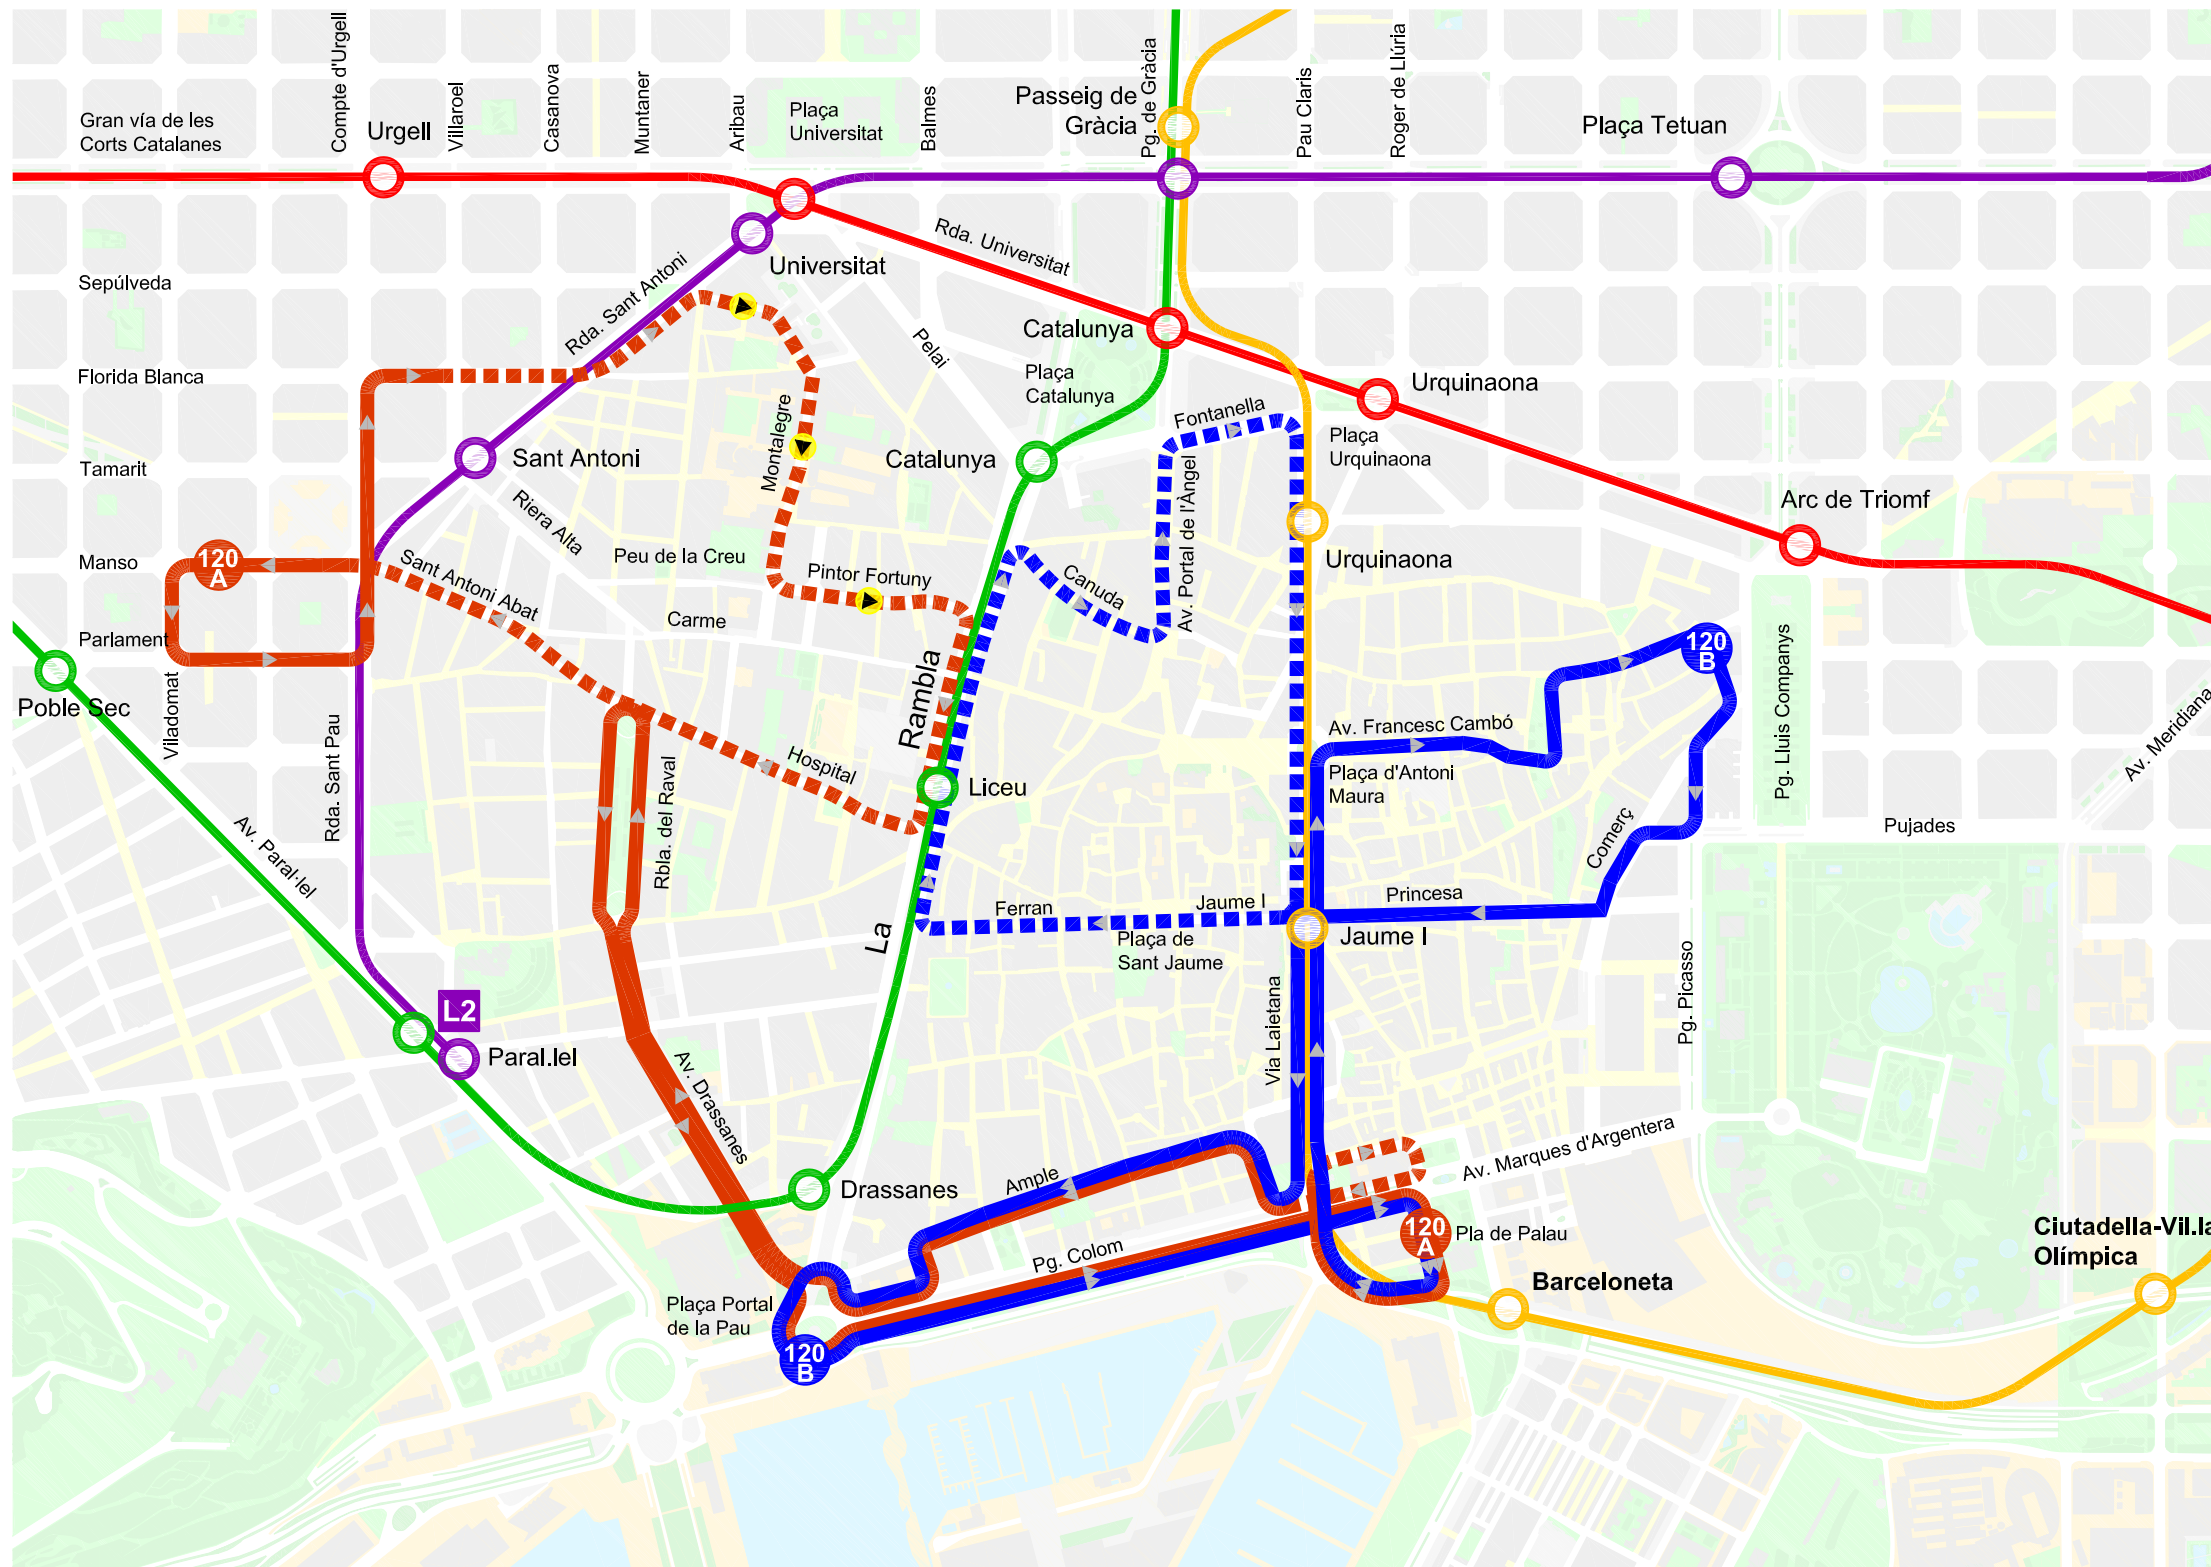 Compte d'Urgell
Villaroel
Casanova
Muntaner
Aribau
Balmes
Pg. de Gràcia
Pau Claris
Roger de Llúria
Gran vía de les
Corts Catalanes
Urgell
Plaça
Universitat
Passeig de
Gràcia
Plaça Tetuan
Sepúlveda
Rda. Sant Antoni
Universitat
Rda. Universitat
Catalunya
Pelai
Florida Blanca
Plaça
Catalunya
Urquinaona
Montalegre
Fontanella
Plaça
Urquinaona
Tamarit
Sant Antoni
Catalunya
Av. Portal de l'Àngel
Arc de Triomf
Riera Alta
Manso
120
A
Sant Antoni Abat
Peu de la Creu
Pintor Fortuny
Canuda
Urquinaona
Carme
Parlament
120
B
Poble Sec
Viladomat
Rda. Sant Pau
La Rambla
Hospital
Liceu
Rbla. del Raval
Av. Francesc Cambó
Plaça d'Antoni
Maura
Pg. Lluis Companys
Av. Meridiana
Av. Paral·lel
Comerç
Pujades
Princesa
Ferran
Jaume I
Jaume I
Plaça de
Sant Jaume
Pg. Picasso
Via Laietana
L2
Paral.lel
Av. Drassanes
Drassanes
Ample
Av. Marques d'Argentera
120
A
Pla de Palau
Pg. Colom
Ciutadella-Vil.la
Olímpica
Barceloneta
Plaça Portal
de la Pau
120
B